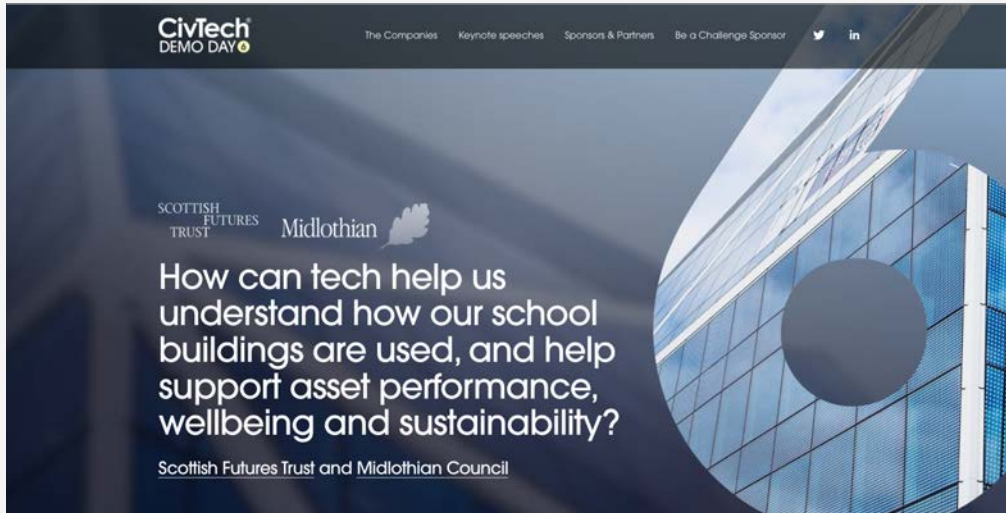 CivTech®
DEMO DAY 6
The Companies Keynote speeches Sponsors & Partners Be a Challenge Sponsor in
SCOTTISH
FUTURES
TRUST
Midlothian
How can tech help us
understand how our school
buildings are used, and help
support asset performance,
wellbeing and sustainability?
Scottish Futures Trust and Midlothian Council
6